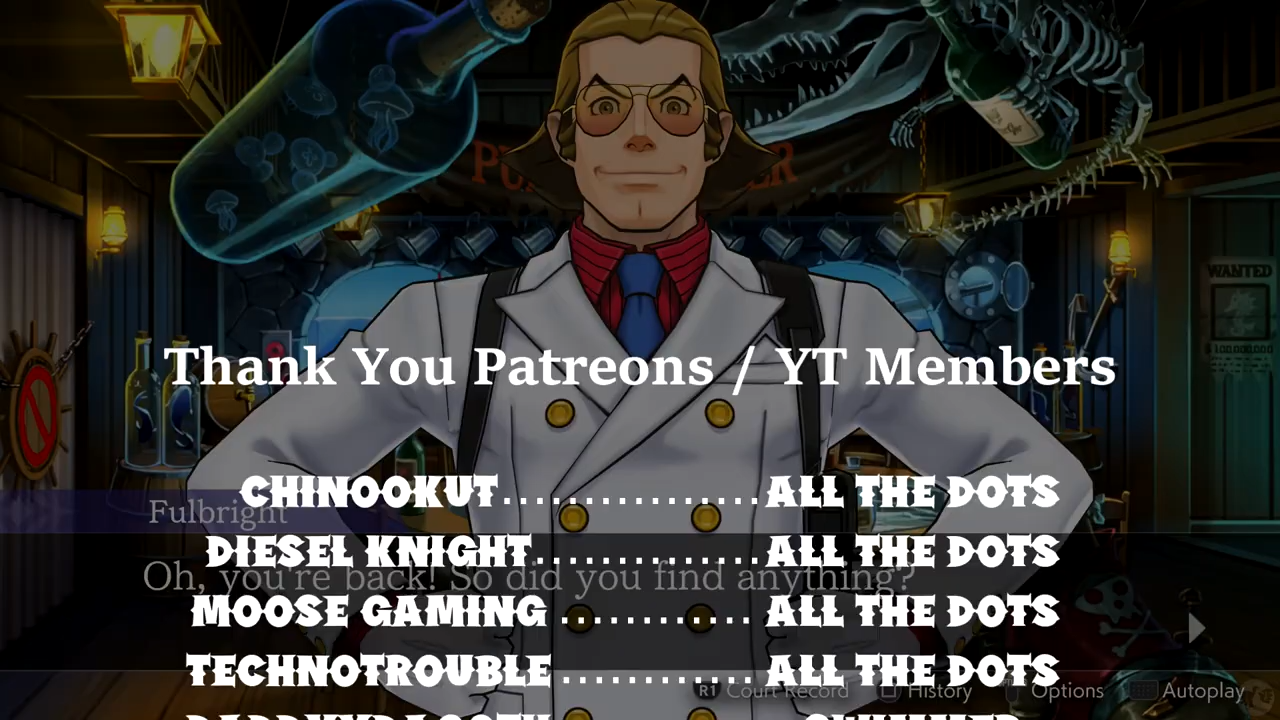 WANTED
Thank You Patreons / YT Members
CHINOOKUT................ALL THE DOTS
Fulbright
DIESEL KNIGHT.............ALL THE DOTS
Oh, you're back! So did you find anything?
MOOSE GAMING ............ ALL THE DOTS
TECHNOTROUBLE ............ ALL THE DOTS
R1 Court Record History Options Autoplay